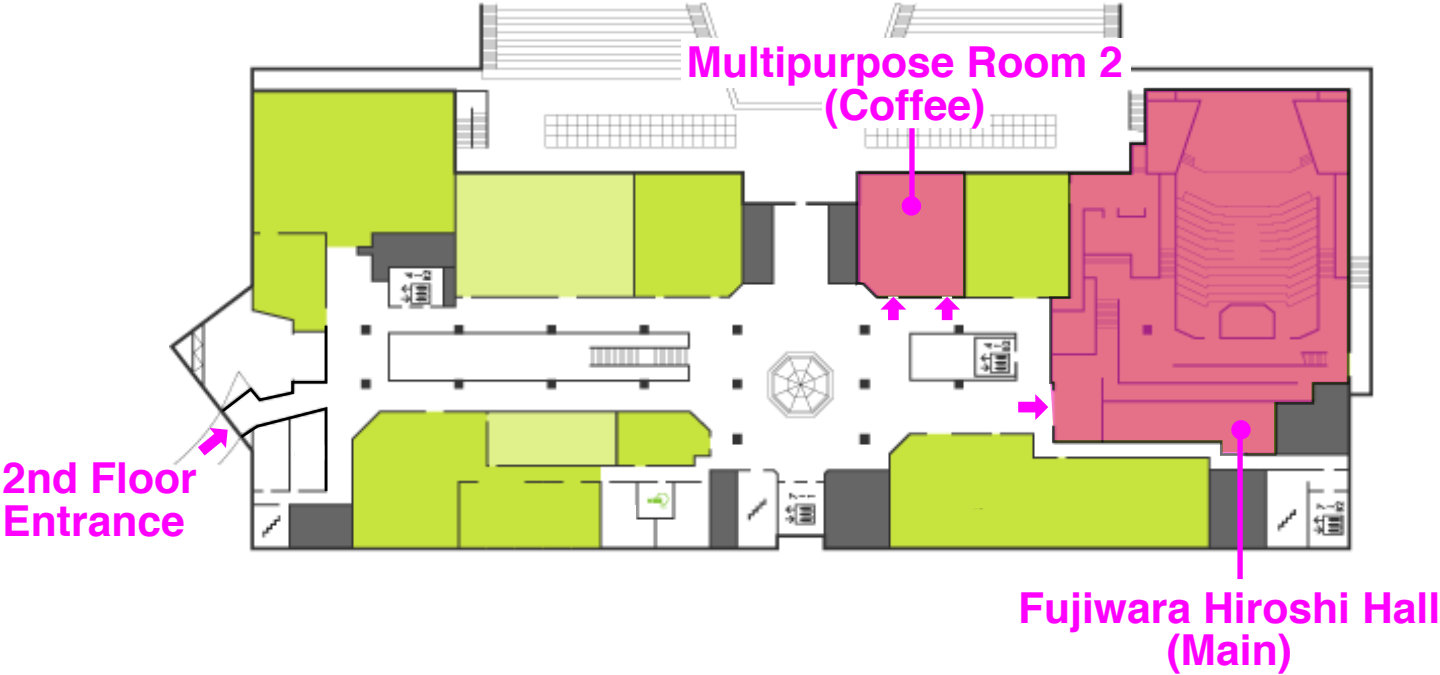 Multipurpose Room 2
(Coffee)
2nd Floor
Entrance
Fujiwara Hiroshi Hall
(Main)